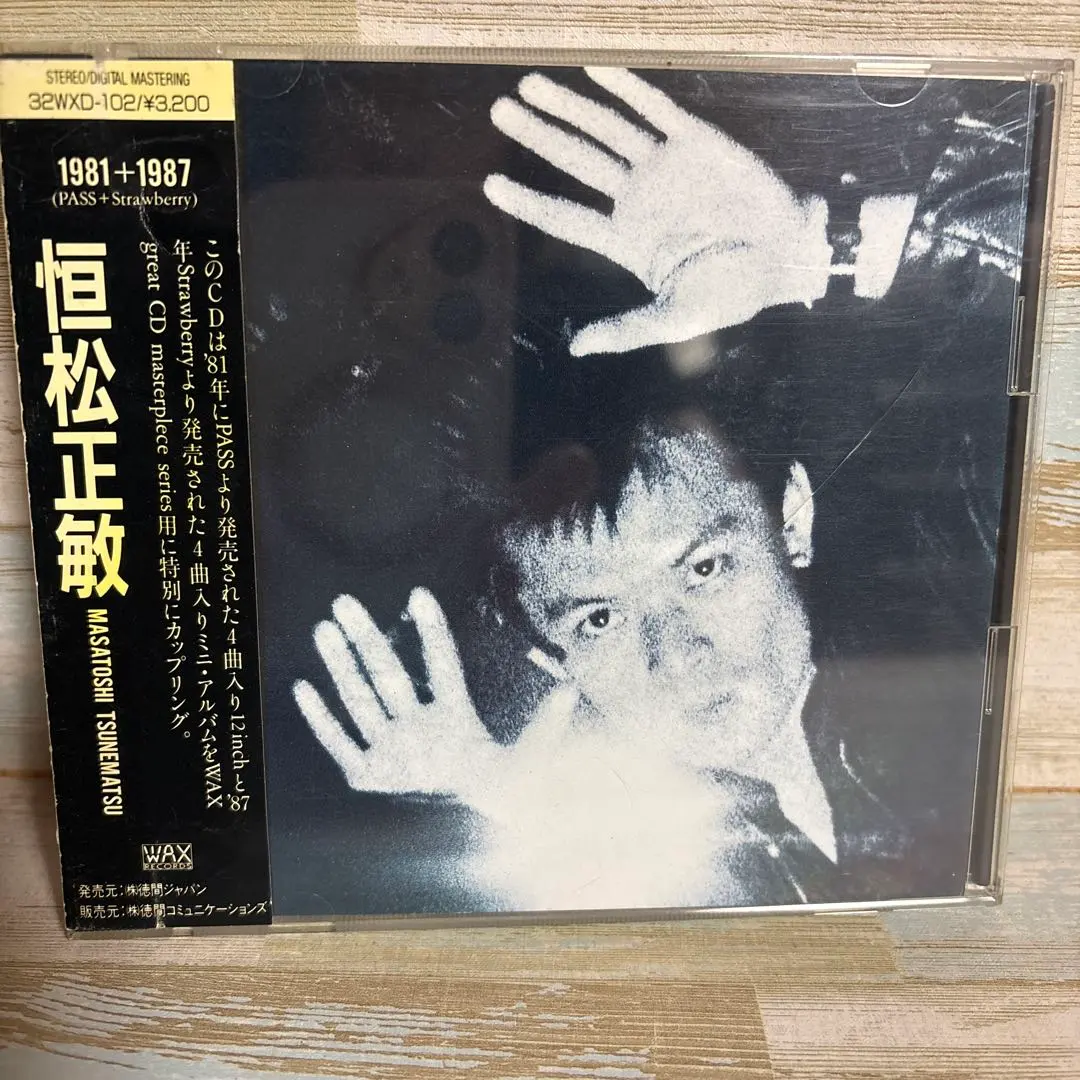 STEREO/DIGITAL MASTERING
32WXD-102/¥3,200
1981+1987
(PASS+Strawberry)
恒松正敏
MASATOSHI TSUNEMATSU
このCDは'81年にPASSより発売された4曲入り12inchと'87
年Strawberryより発売された4曲入りミニ・アルバムをWAX
great CD masterplece series用に特別にカップリング。
WAX
RECORDS
発売元:㈱徳間ジャパン
販売元:㈱徳間コミュニケーションズ